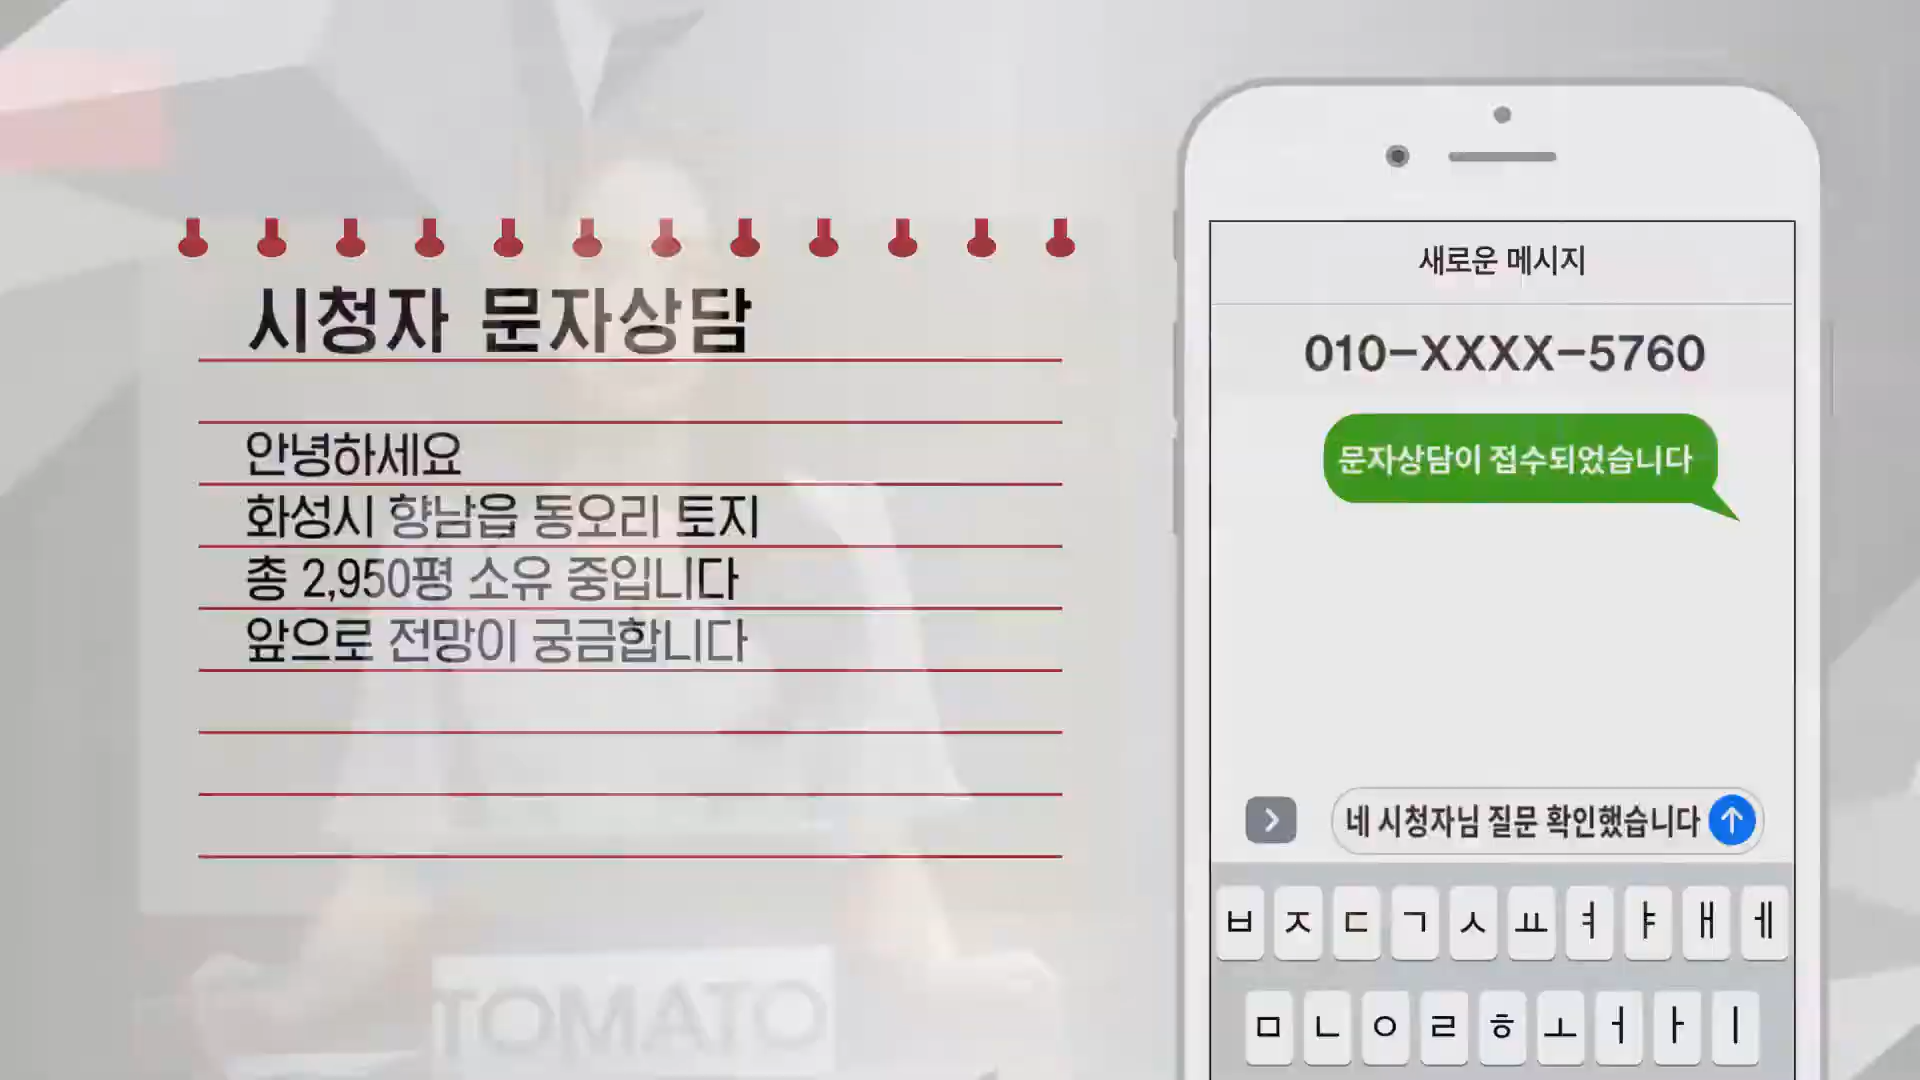 시청자 문자상담
안녕하세요
화성시 향남읍 동오리 토지
총 2,950평 소유 중입니다
앞으로 전망이 궁금합니다
새로운 메시지
010-XXXX-5760
문자상담이 접수되었습니다
네 시청자님 질문 확인했습니다
ㅂ ㅈ ㄷ ㄱ ㅅ ㅛ ㅕ ㅑ ㅐ ㅔ
ㅁ ㄴ ㅇ ㄹ ㅎ ㅗ ㅓ ㅏ ㅣ
TOMATO